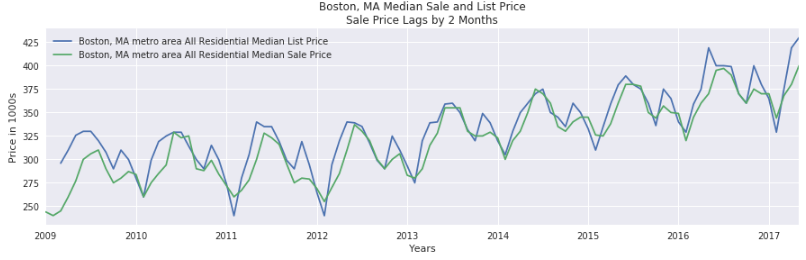 Boston, MA Median Sale and List Price
Sale Price Lags by 2 Months
Boston, MA metro area All Residential Median List Price
Boston, MA metro area All Residential Median Sale Price
Price in 1000s
425
400
375
350
325
300
275
250
2009 2010 2011 2012 2013 2014 2015 2016 2017
Years